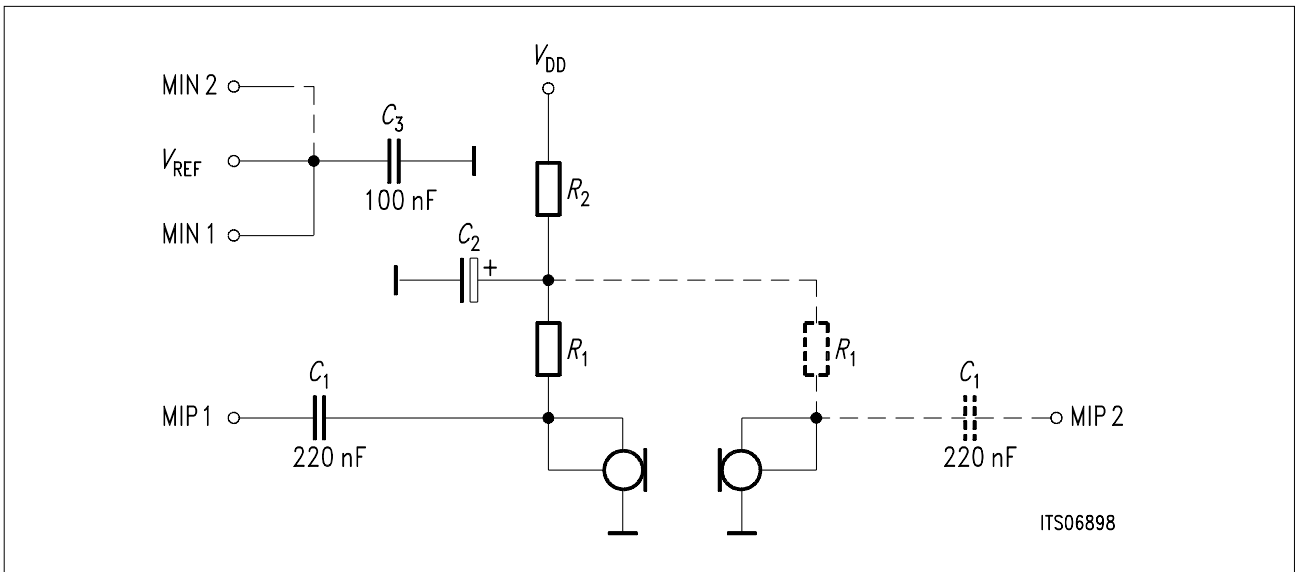 V_DD
MIN 2
C_3
V_REF
100 nF
R_2
MIN 1
C_2
+
R_1
R_1
C_1
C_1
MIP 1
MIP 2
220 nF
220 nF
ITS06898